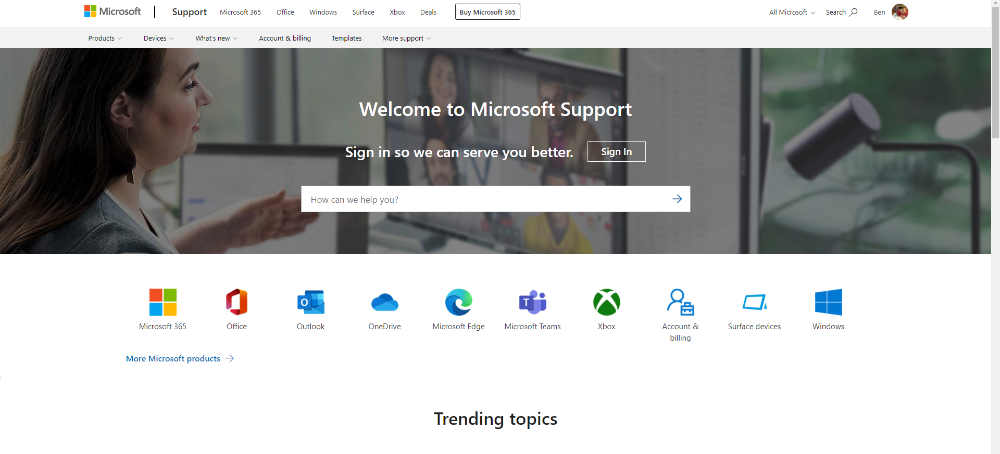 Microsoft
Support
Microsoft 365
Office
Windows
Surface
Xbox
Deals
Buy Microsoft 365
All Microsoft
Search
Ben
Products
Devices
What's new
Account & billing
Templates
More support
Welcome to Microsoft Support
Sign in so we can serve you better.
Sign In
How can we help you?
Microsoft 365
Office
Outlook
OneDrive
Microsoft Edge
Microsoft Teams
Xbox
Account &
billing
Surface devices
Windows
More Microsoft products
Trending topics